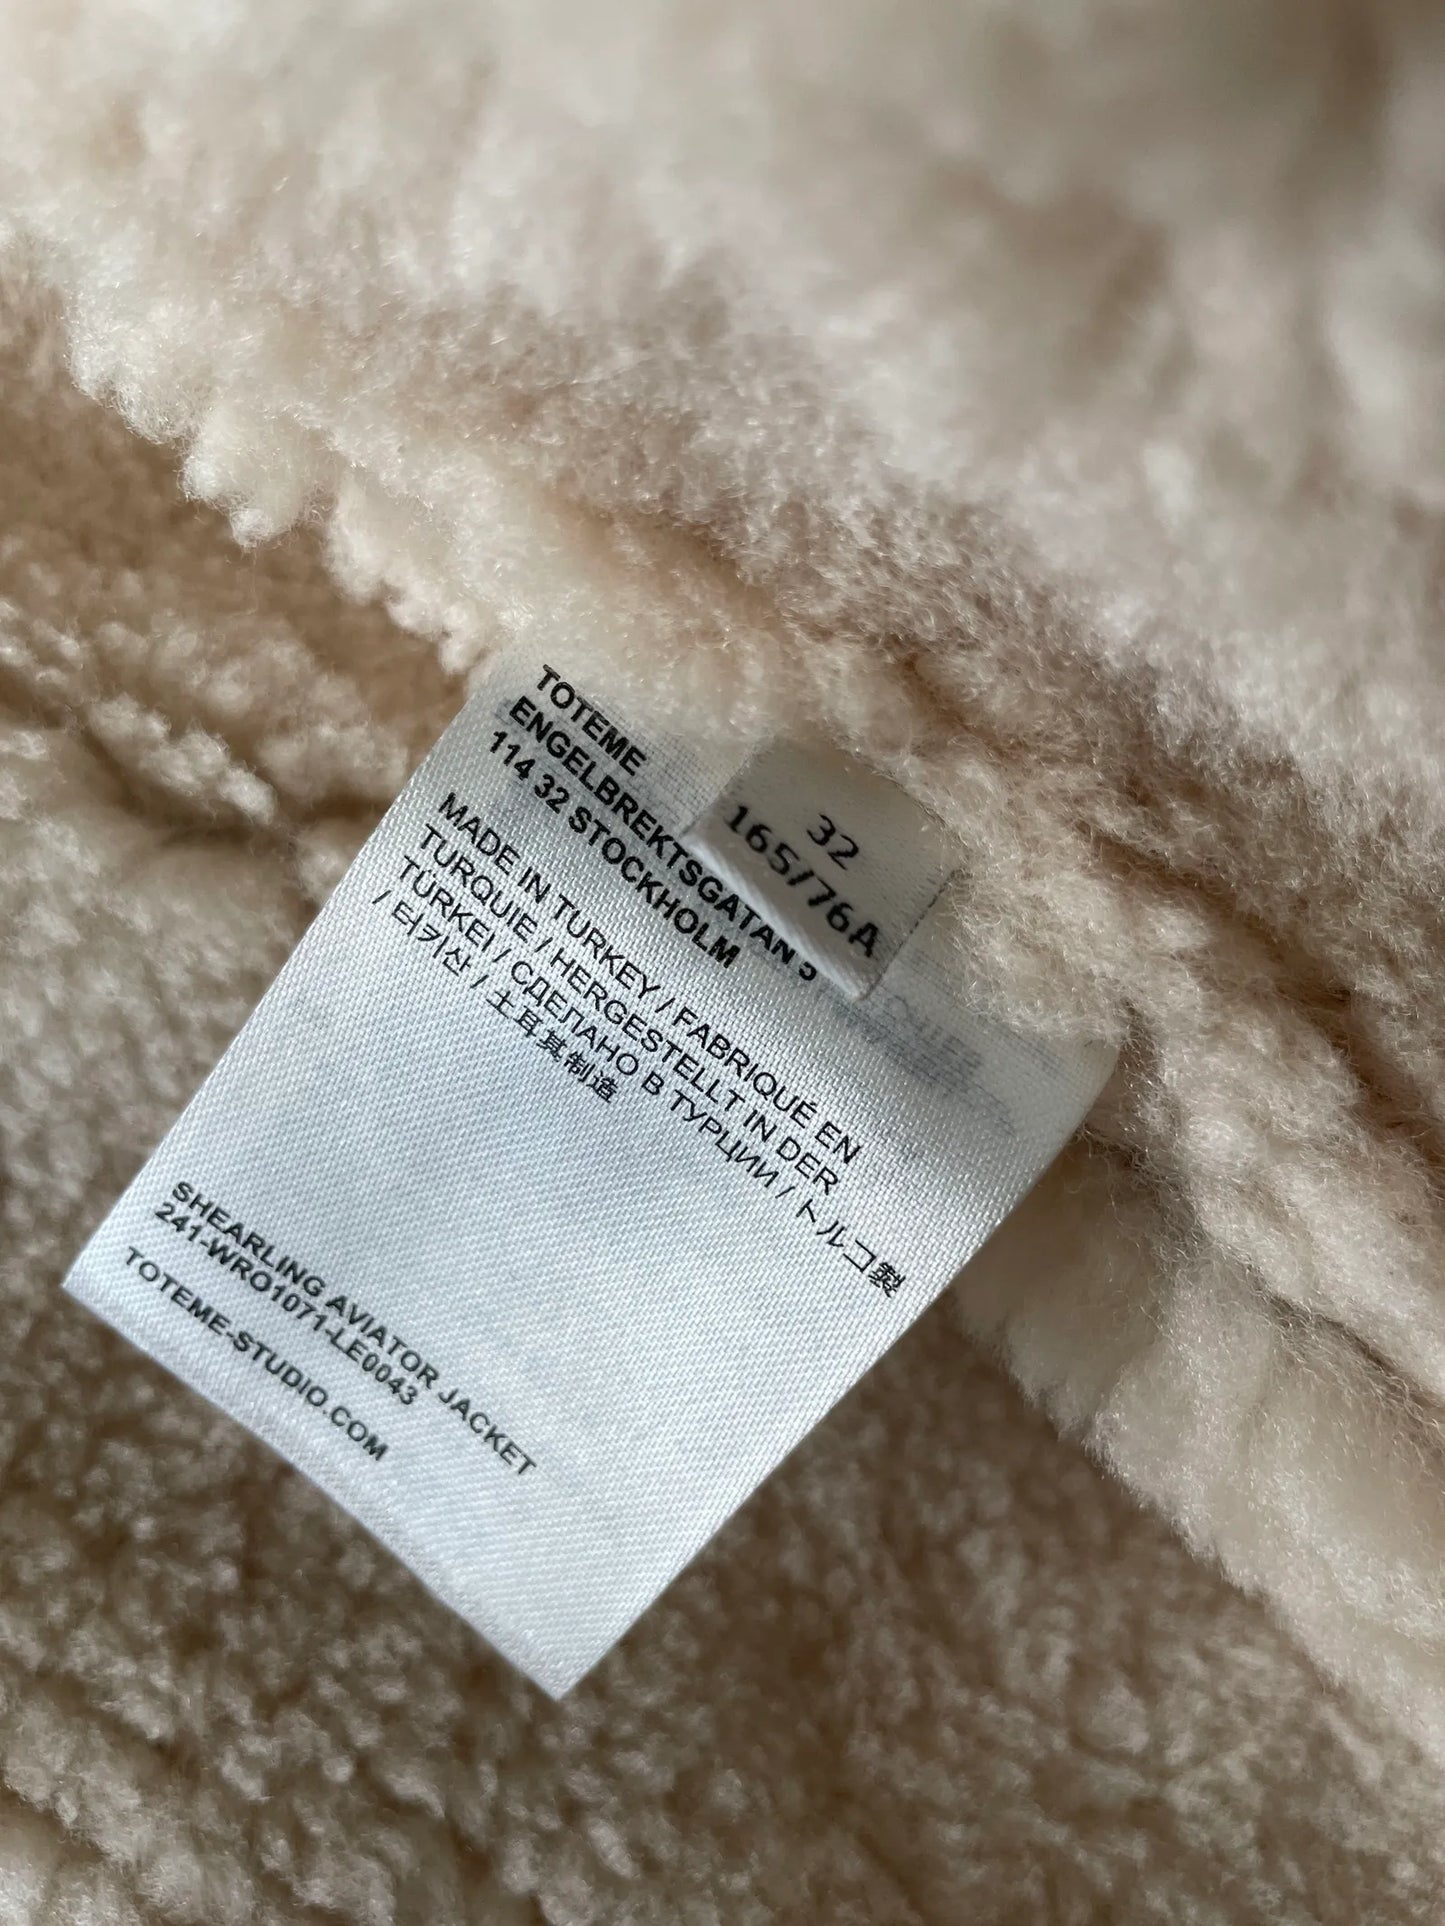 32
165/76A
TOTEME
ENGELBREKTSGATAN 5
114 32 STOCKHOLM
MADE IN TURKEY / FABRIQUÉ EN
TURQUIE / HERGESTELLT IN DER
TÜRKEI / СДЕЛАНО В ТУРЦИИ / トルコ製
/ 터키산 / 土耳其制造
SHEARLING AVIATOR JACKET
241-WRO1071-LE0043
TOTEME-STUDIO.COM